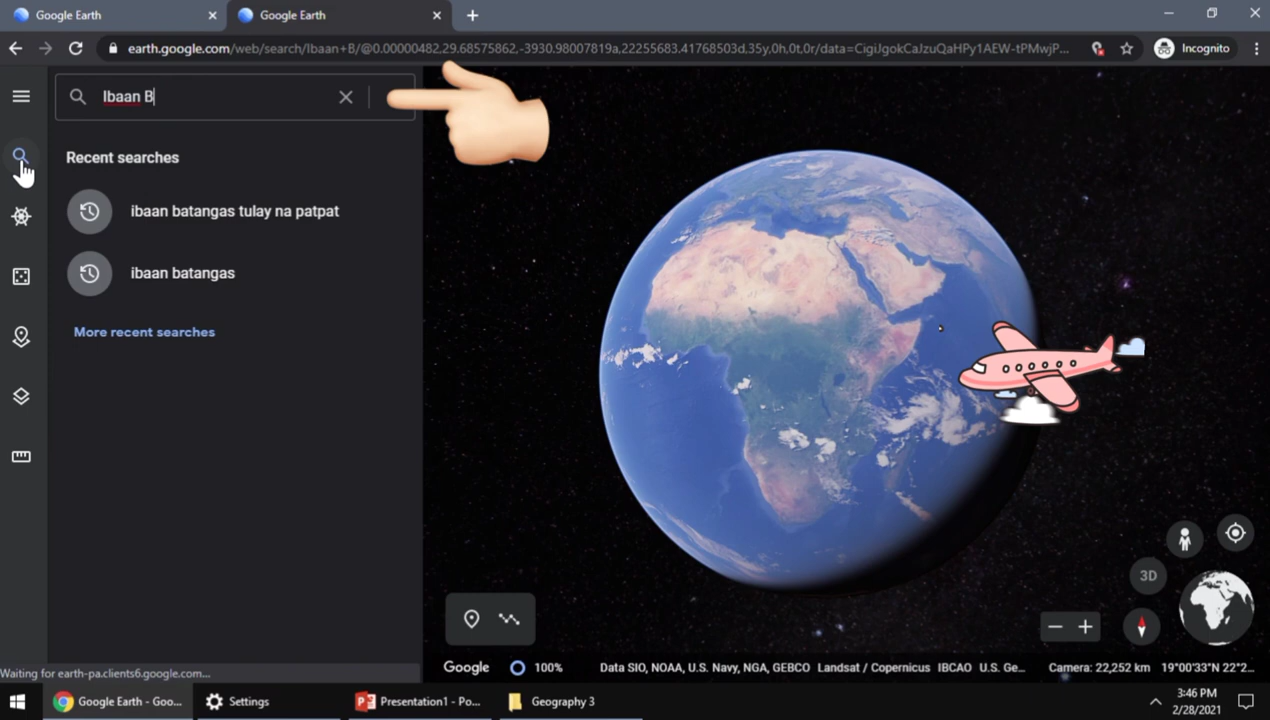 Google Earth
Google Earth
earth.google.com/web/search/Ibaan+B/@0.00000482,29.68575862,-3930.98007819a,22255683.41768503d,35y,0h,0t,0r/data=CigiJgokCaJzuQaHPy1AEW-tPMwjP...
Incognito
Ibaan B
Recent searches
ibaan batangas tulay na patpat
ibaan batangas
More recent searches
3D
Google
100%
Data SIO, NOAA, U.S. Navy, NGA, GEBCO Landsat / Copernicus IBCAO U.S. Ge...
Camera: 22,252 km 19°00'33"N 22°2...
Waiting for earth-pa.clients6.google.com...
Google Earth - Goo...
Settings
Presentation1 - Po...
Geography 3
3:46 PM
2/28/2021